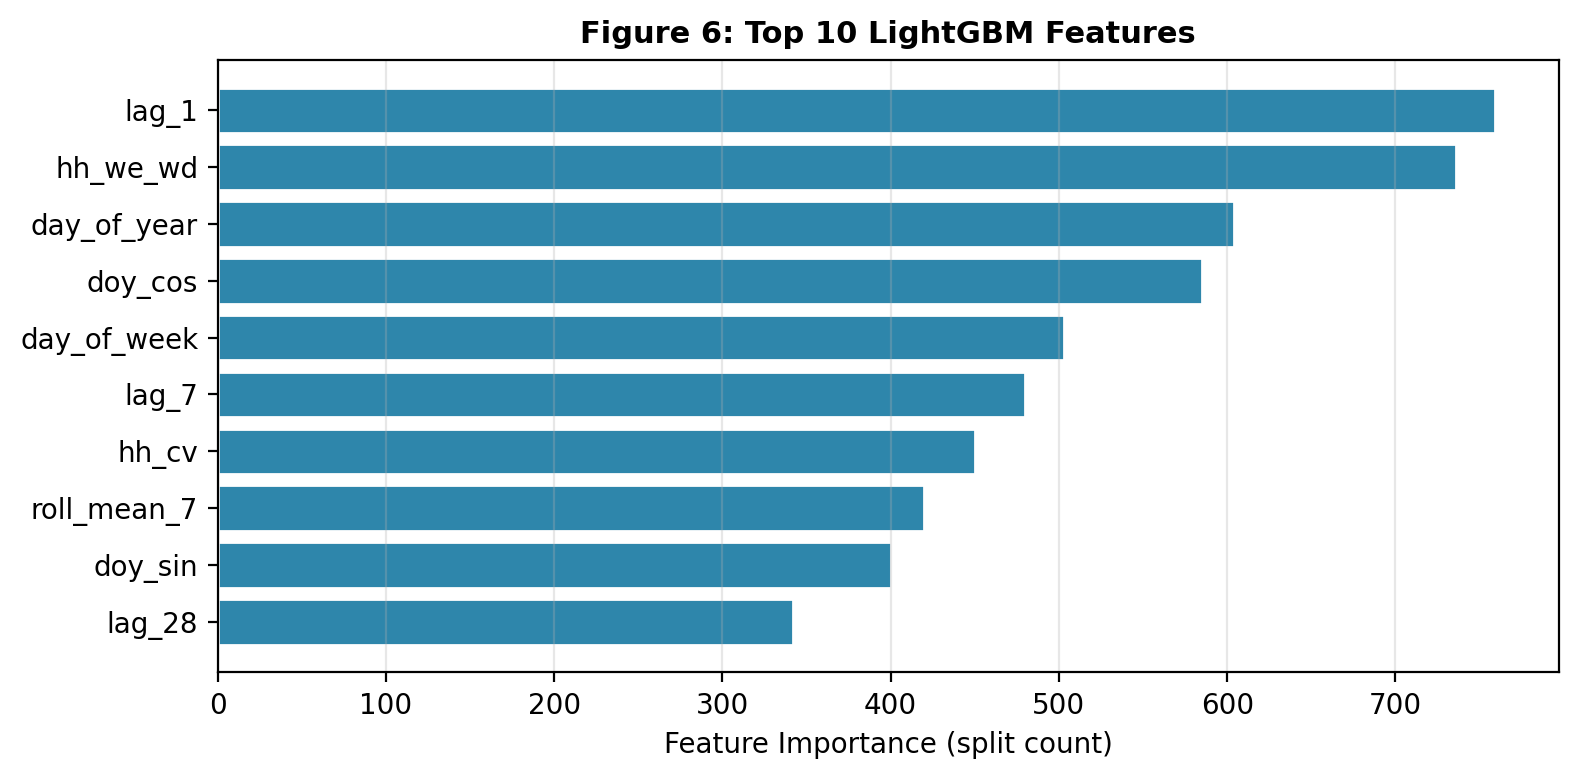 Figure 6: Top 10 LightGBM Features
lag_1
hh_we_wd
day_of_year
doy_cos
day_of_week
lag_7
hh_cv
roll_mean_7
doy_sin
lag_28
0 100 200 300 400 500 600 700
Feature Importance (split count)